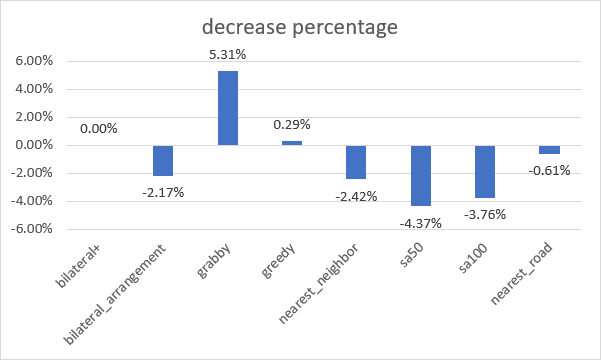 decrease percentage
6.00%
4.00%
2.00%
0.00%
-2.00%
-4.00%
-6.00%
0.00%
-2.17%
5.31%
0.29%
-2.42%
-4.37%
-3.76%
-0.61%
bilateral+
bilateral_arrangement
grabby
greedy
nearest_neighbor
sa50
sa100
nearest_road